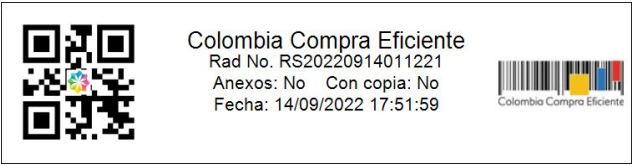 Colombia Compra Eficiente
Rad No. RS20220914011221
Anexos: No Con copia: No
Fecha: 14/09/2022 17:51:59
Colombia Compra Eficiente